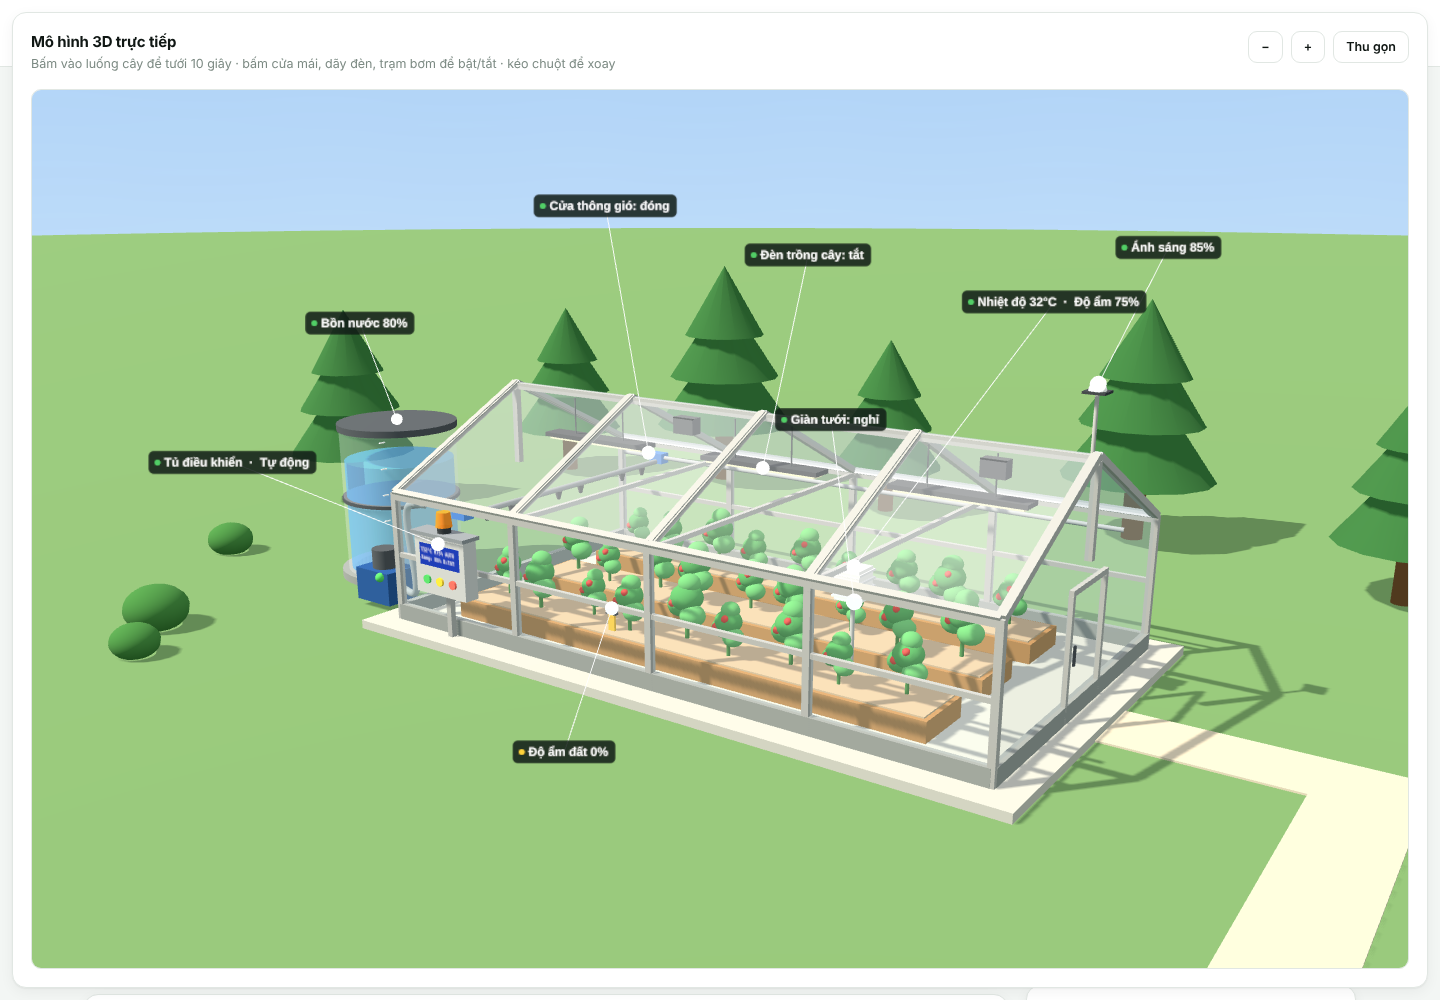 Mô hình 3D trực tiếp
Bấm vào luống cây để tưới 10 giây · bấm cửa mái, dãy đèn, trạm bơm để bật/tắt · kéo chuột để xoay
−
+
Thu gọn
Cửa thông gió: đóng
Ánh sáng 85%
Đèn trồng cây: tắt
Nhiệt độ 32°C · Độ ẩm 75%
Bồn nước 80%
Giàn tưới: nghỉ
Tủ điều khiển · Tự động
Độ ẩm đất 0%